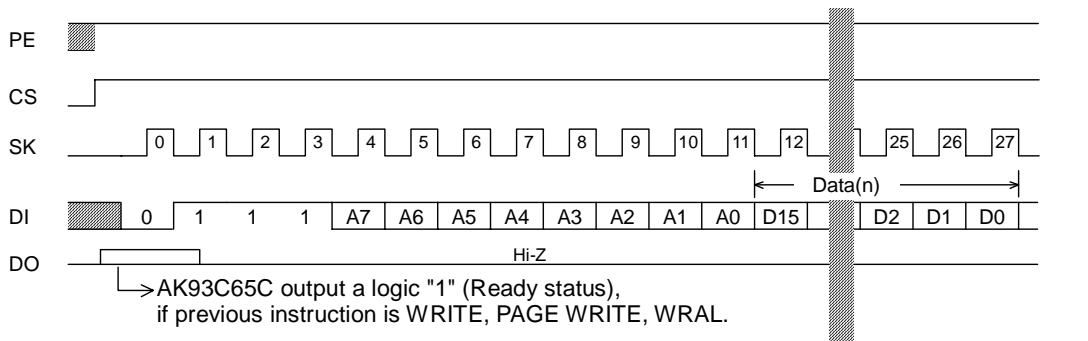 PE
CS
SK 0 1 2 3 4 5 6 7 8 9 10 11 12 25 26 27
Data(n)
DI 0 1 1 1 A7 A6 A5 A4 A3 A2 A1 A0 D15 D2 D1 D0
DO Hi-Z
AK93C65C output a logic "1" (Ready status),
if previous instruction is WRITE, PAGE WRITE, WRAL.